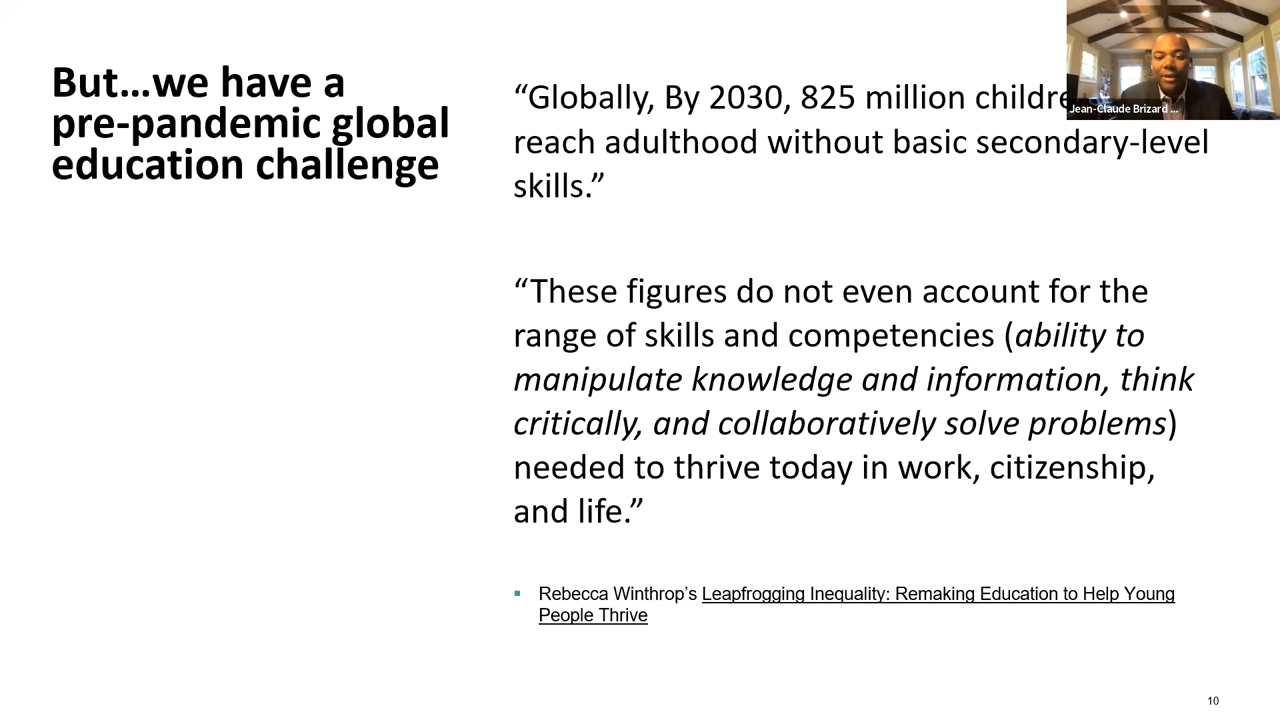 But...we have a
pre-pandemic global
education challenge
“Globally, By 2030, 825 million
reach adulthood without basic secondary-level
skills.”
“These figures do not even account for the
range of skills and competencies (ability to
manipulate knowledge and information, think
critically, and collaboratively solve problems)
needed to thrive today in work, citizenship,
and life.”
▪ Rebecca Winthrop’s Leapfrogging Inequality: Remaking Education to Help Young
People Thrive
Jean-Claude Brizard ...
10